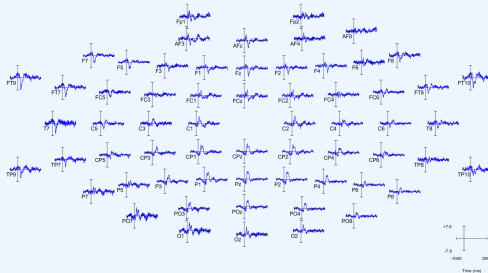 Fp1 Fp2
AF3 AFz AF4 AF8
F7 F5 F3 F1 Fz F2 F4 F6 F8
FT9 FT7 FC5 FC3 FC1 FCz FC2 FC4 FC6 FT8 FT10
T7 C5 C3 C1 C2 C4 C6 T8
TP9 TP7 CP5 CP3 CP1 CPz CP2 CP4 CP6 TP8 TP10
P7 P5 P3 P1 Pz P2 P4 P6 P8
PO7 PO3 POz PO4 PO8
O1 Oz O2
+7.5
-7.5
-1000
Time (ms)